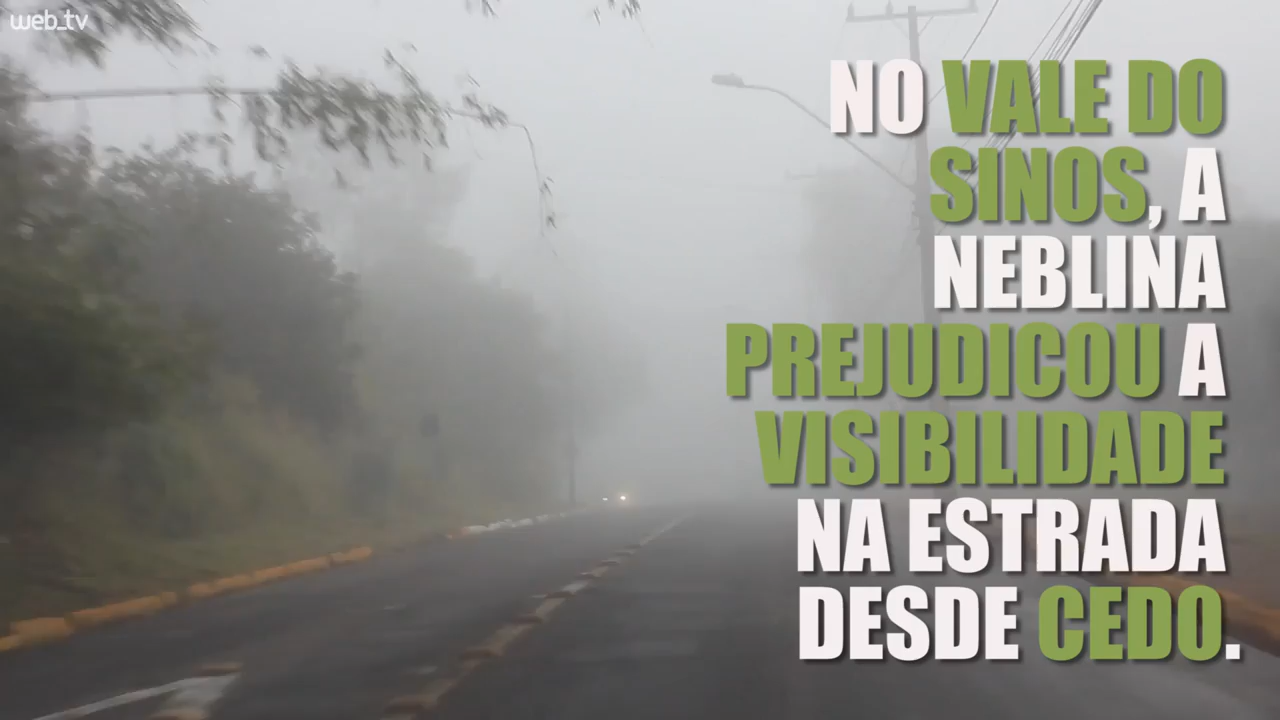 web_tv
NO VALE DO
SINOS, A
NEBLINA
PREJUDICOU A
VISIBILIDADE
NA ESTRADA
DESDE CEDO.